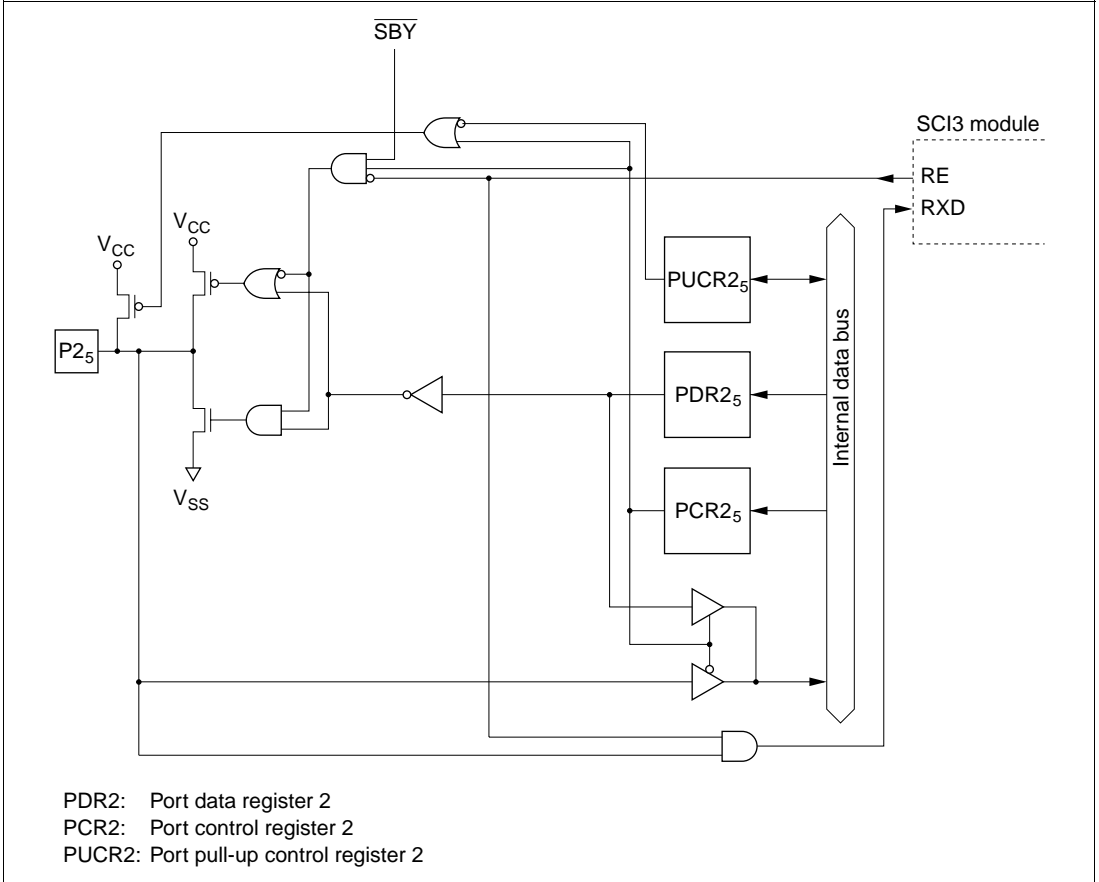 SBY
SCI3 module
RE
RXD
VCC
VCC
PUCR25
P25
PDR25
Internal data bus
PCR25
VSS
PDR2: Port data register 2
PCR2: Port control register 2
PUCR2: Port pull-up control register 2